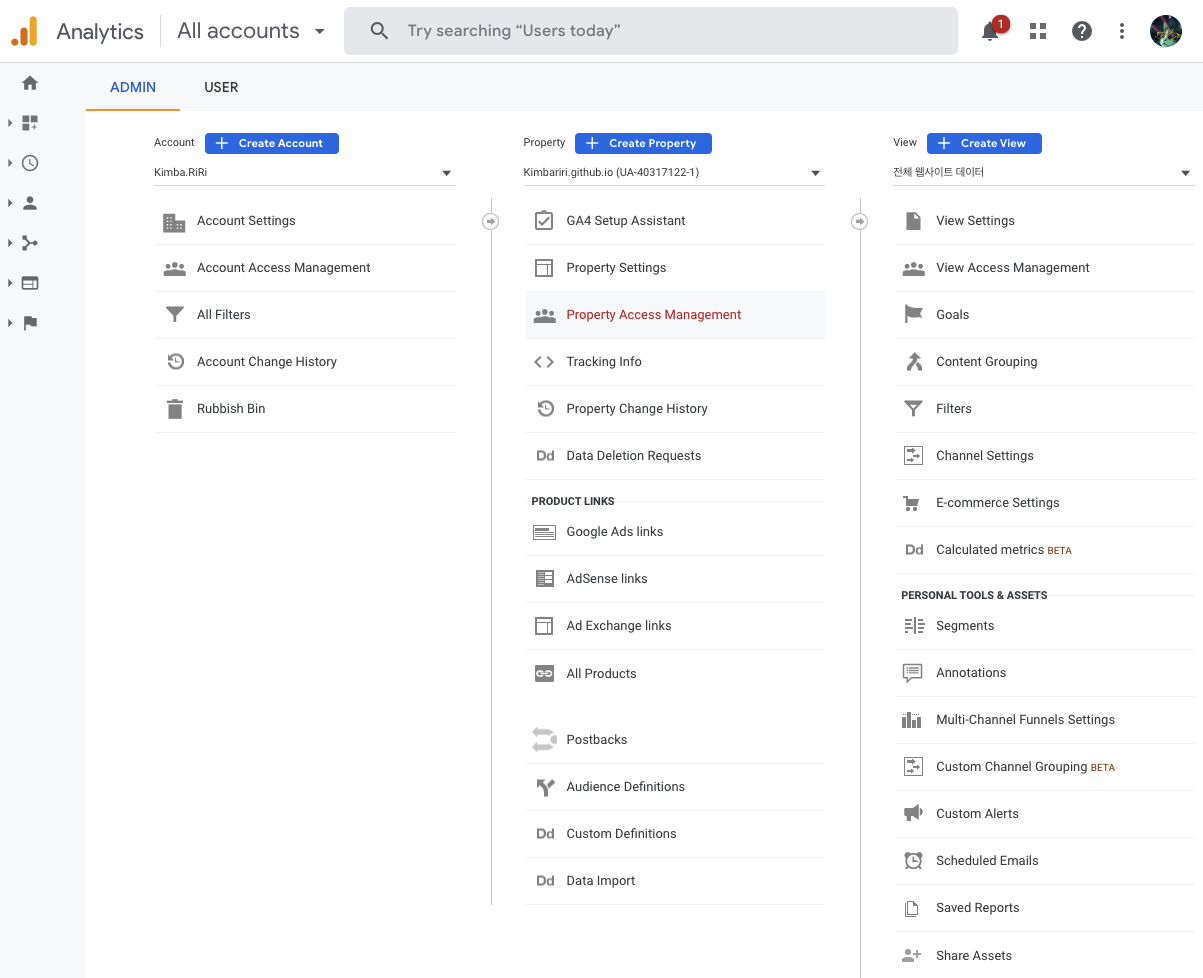 Analytics
All accounts
Try searching “Users today”
1
ADMIN
USER
Account
Create Account
Kimba.RiRi
Account Settings
Account Access Management
All Filters
Account Change History
Rubbish Bin
Property
Create Property
Kimbariri.github.io (UA-40317122-1)
GA4 Setup Assistant
Property Settings
Property Access Management
Tracking Info
Property Change History
Dd Data Deletion Requests
PRODUCT LINKS
Google Ads links
AdSense links
Ad Exchange links
All Products
Postbacks
Audience Definitions
Dd Custom Definitions
Dd Data Import
View
Create View
전체 웹사이트 데이터
View Settings
View Access Management
Goals
Content Grouping
Filters
Channel Settings
E-commerce Settings
Dd Calculated metrics BETA
PERSONAL TOOLS & ASSETS
Segments
Annotations
Multi-Channel Funnels Settings
Custom Channel Grouping BETA
Custom Alerts
Scheduled Emails
Saved Reports
Share Assets